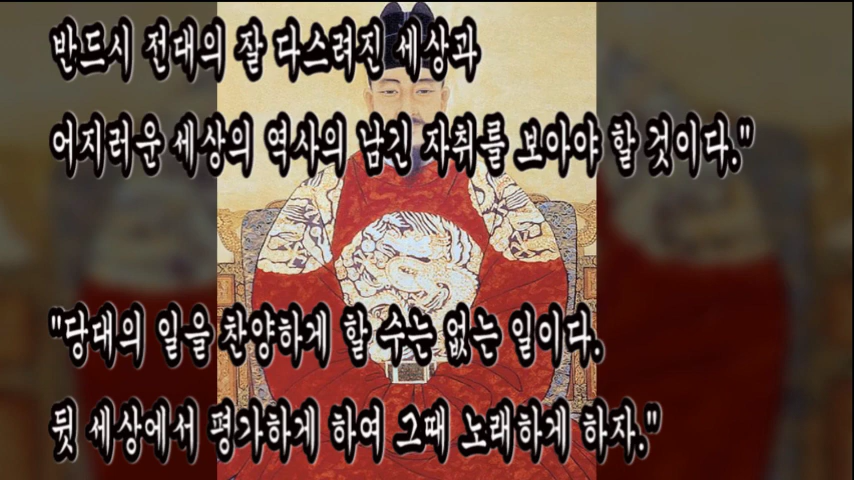 반드시 전대의 잘 다스려진 세상과
어지러운 세상의 역사의 남긴 자취를 보아야 할 것이다."
"당대의 일을 찬양하게 할 수는 없는 일이다.
뒷 세상에서 평가하게 하여 그때 노래하게 하자."